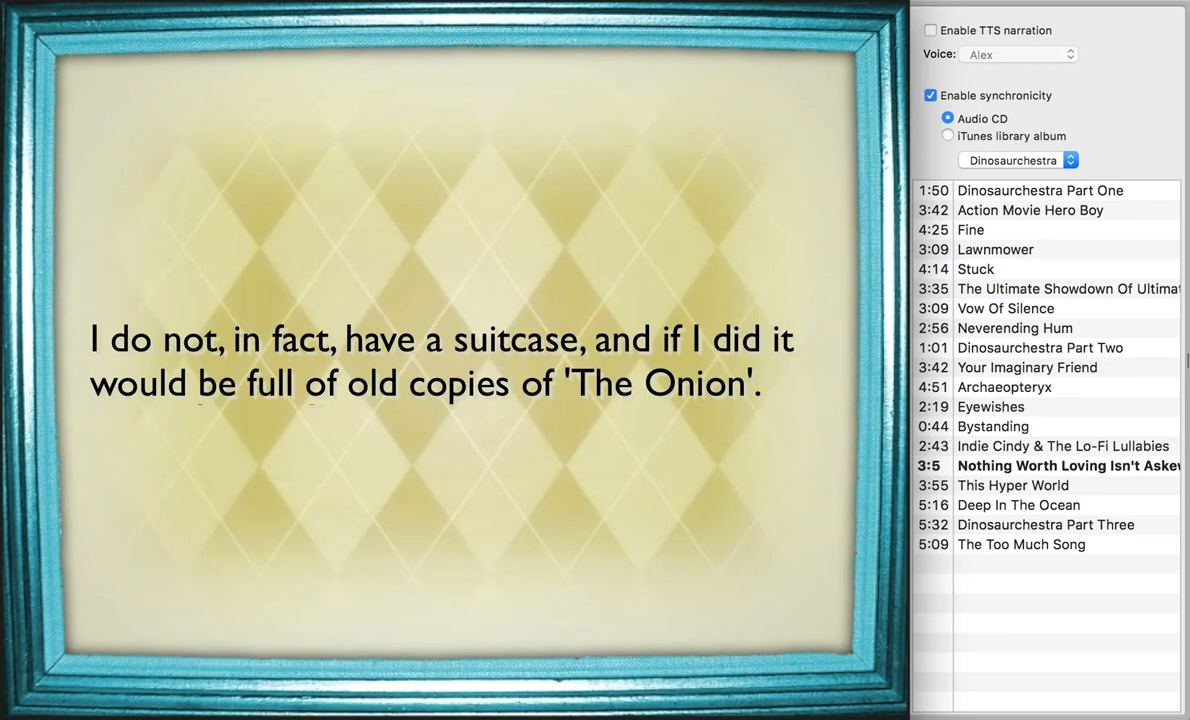 I do not, in fact, have a suitcase, and if I did it
would be full of old copies of 'The Onion'.
Enable TTS narration
Voice: Alex
Enable synchronicity
Audio CD
iTunes library album
Dinosaurchestra
1:50 Dinosaurchestra Part One
3:42 Action Movie Hero Boy
4:25 Fine
3:09 Lawnmower
4:14 Stuck
3:35 The Ultimate Showdown Of Ultimat
3:09 Vow Of Silence
2:56 Neverending Hum
1:01 Dinosaurchestra Part Two
3:42 Your Imaginary Friend
4:51 Archaeopteryx
2:19 Eyewishes
0:44 Bystanding
2:43 Indie Cindy & The Lo-Fi Lullabies
3:5 Nothing Worth Loving Isn't Askew
3:55 This Hyper World
5:16 Deep In The Ocean
5:32 Dinosaurchestra Part Three
5:09 The Too Much Song